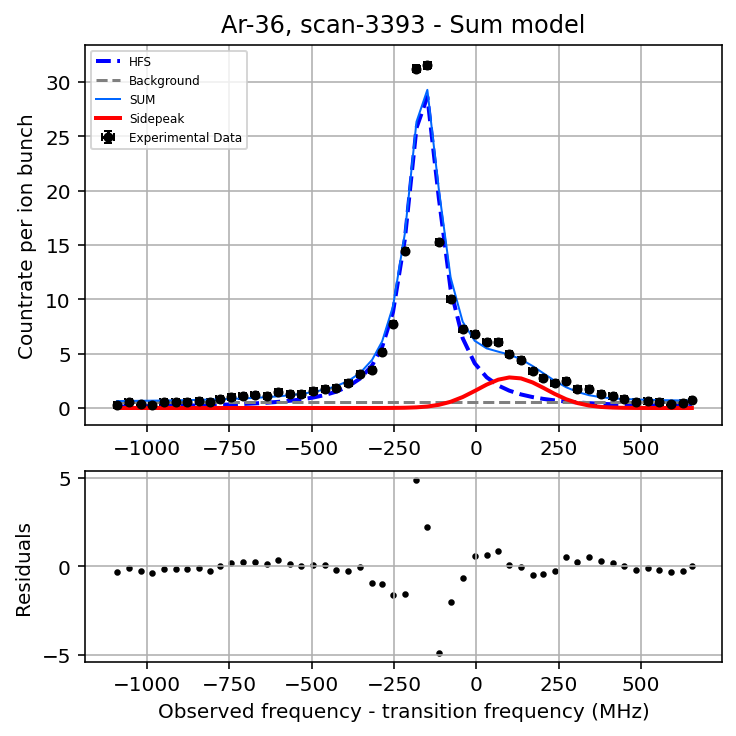 Ar-36, scan-3393 - Sum model
Countrate per ion bunch
30
25
20
15
10
5
0
HFS
Background
SUM
Sidepeak
Experimental Data
−1000 −750 −500 −250 0 250 500
Residuals
5
0
−5
−1000 −750 −500 −250 0 250 500
Observed frequency - transition frequency (MHz)